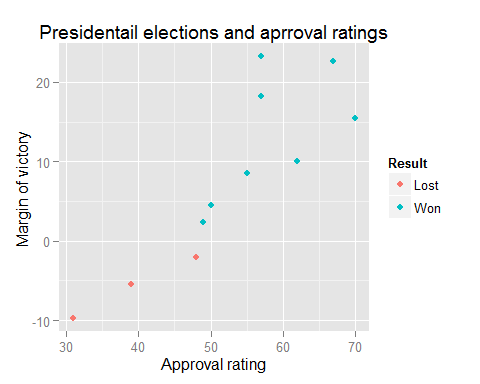 Presidentail elections and aprroval ratings
Margin of victory
20
10
0
-10
30 40 50 60 70
Approval rating
Result
Lost
Won